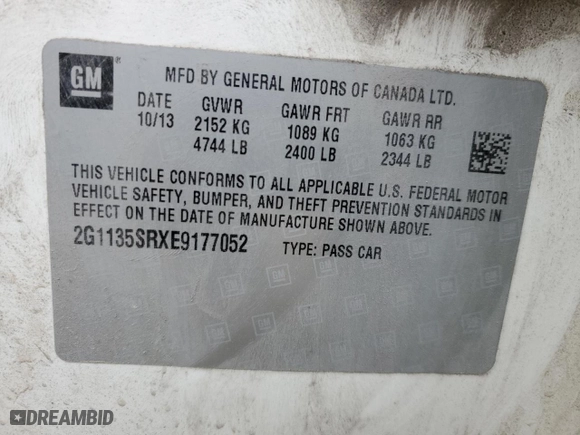 GM ®
MFD BY GENERAL MOTORS OF CANADA LTD.
DATE GVWR GAWR FRT GAWR RR
10/13 2152 KG 1089 KG 1063 KG
4744 LB 2400 LB 2344 LB
THIS VEHICLE CONFORMS TO ALL APPLICABLE U.S. FEDERAL MOTOR
VEHICLE SAFETY, BUMPER, AND THEFT PREVENTION STANDARDS IN
EFFECT ON THE DATE OF MANUFACTURE SHOWN ABOVE.
2G1135SRXE9177052 TYPE: PASS CAR
DREAMBID